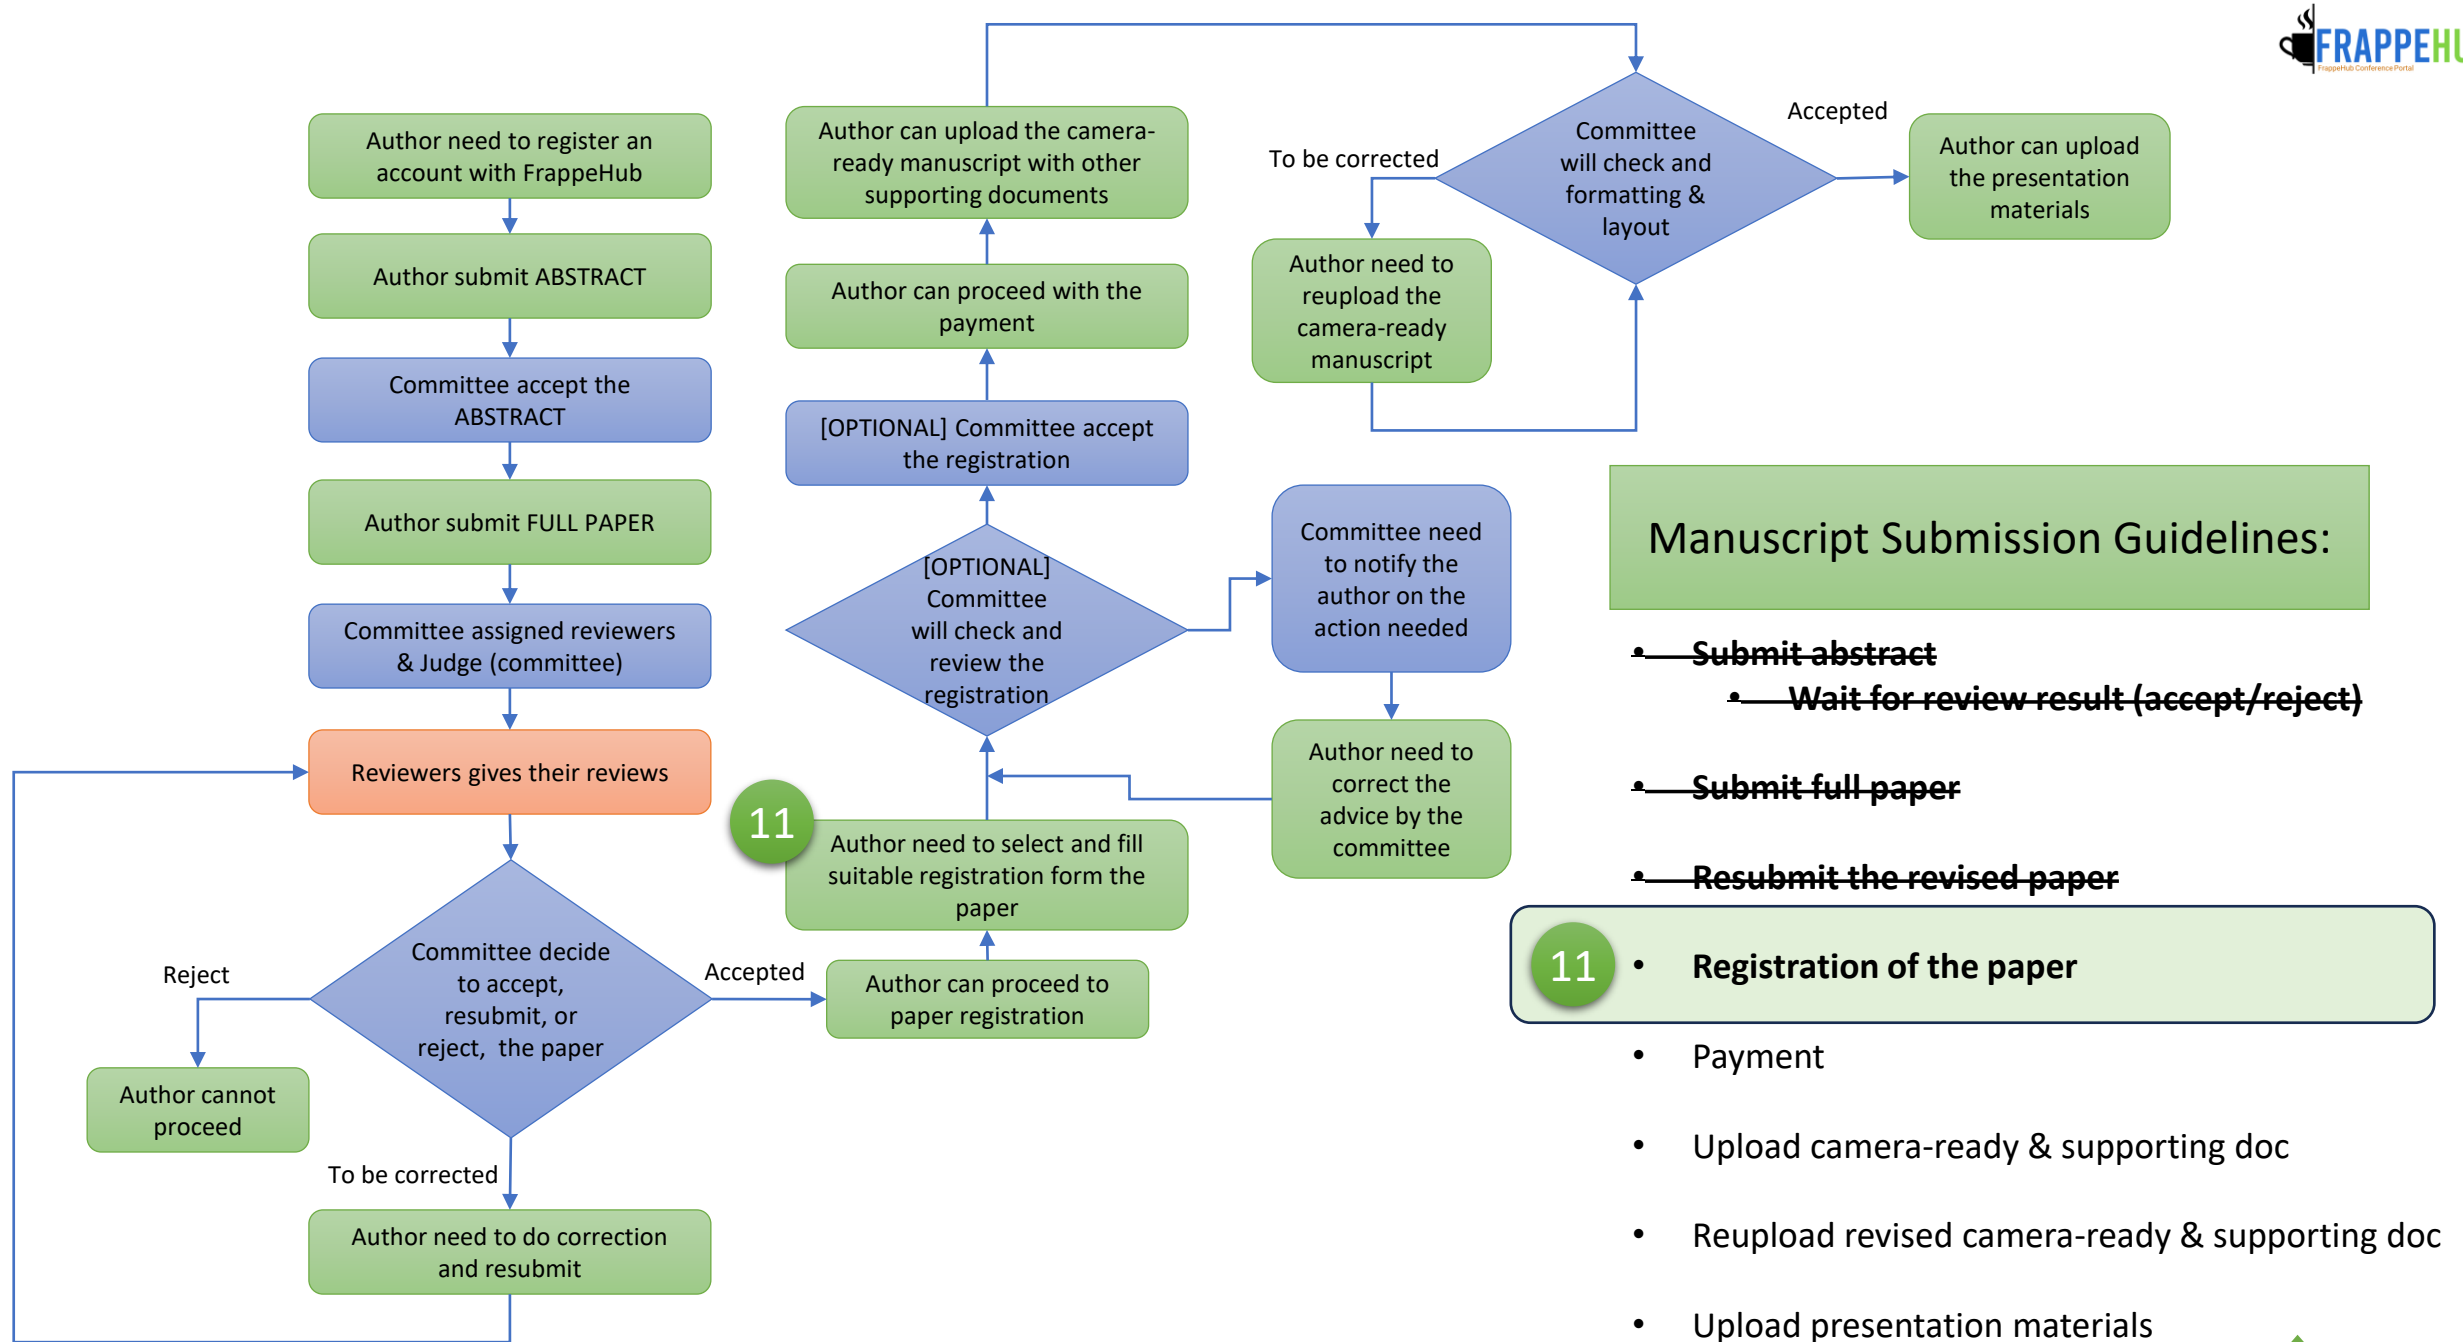 FRAPPEHU
FrappeHub Conference Portal
Author need to register an
account with FrappeHub
Author submit ABSTRACT
Committee accept the
ABSTRACT
Author submit FULL PAPER
Committee assigned reviewers
& Judge (committee)
Reviewers gives their reviews
Committee decide
to accept,
resubmit, or
reject, the paper
Reject
Author cannot
proceed
To be corrected
Author need to do correction
and resubmit
Accepted
Author can proceed to
paper registration
11
Author need to select and fill
suitable registration form the
paper
[OPTIONAL]
Committee
will check and
review the
registration
Committee need
to notify the
author on the
action needed
Author need to
correct the
advice by the
committee
[OPTIONAL] Committee accept
the registration
Author can proceed with the
payment
Author can upload the camera-
ready manuscript with other
supporting documents
Committee
will check and
formatting &
layout
To be corrected
Author need to
reupload the
camera-ready
manuscript
Accepted
Author can upload
the presentation
materials
Manuscript Submission Guidelines:
• Submit abstract
• Wait for review result (accept/reject)
• Submit full paper
• Resubmit the revised paper
11
• Registration of the paper
• Payment
• Upload camera-ready & supporting doc
• Reupload revised camera-ready & supporting doc
• Upload presentation materials